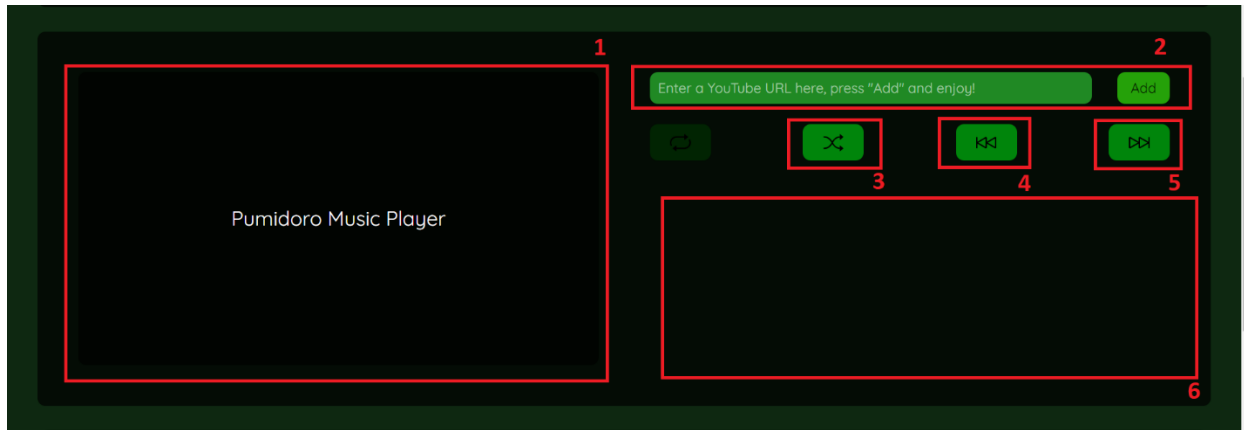 1
2
Enter a YouTube URL here, press "Add" and enjoy!
Add
3
4
5
Pumidoro Music Player
6